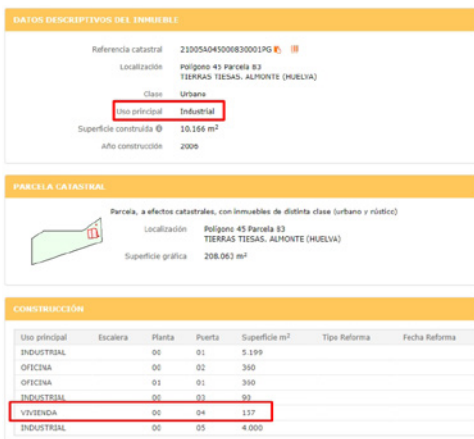 DATOS DESCRIPTIVOS DEL INMUEBLE
Referencia catastral 21005A045000830001PG
Localización Polígono 45 Parcela 83
TIERRAS TIESAS. ALMONTE (HUELVA)
Clase Urbano
Uso principal Industrial
Superficie construida 10.166 m²
Año construcción 2006
PARCELA CATASTRAL
Parcela, a efectos catastrales, con inmuebles de distinta clase (urbano y rústico)
Localización Polígono 45 Parcela 83
TIERRAS TIESAS. ALMONTE (HUELVA)
Superficie gráfica 208.063 m²
CONSTRUCCIÓN
Uso principal Escalera Planta Puerta Superficie m² Tipo Reforma Fecha Reforma
INDUSTRIAL 00 01 5.199
OFICINA 00 02 360
OFICINA 01 01 360
INDUSTRIAL 00 03 90
VIVIENDA 00 04 157
INDUSTRIAL 00 05 4.000